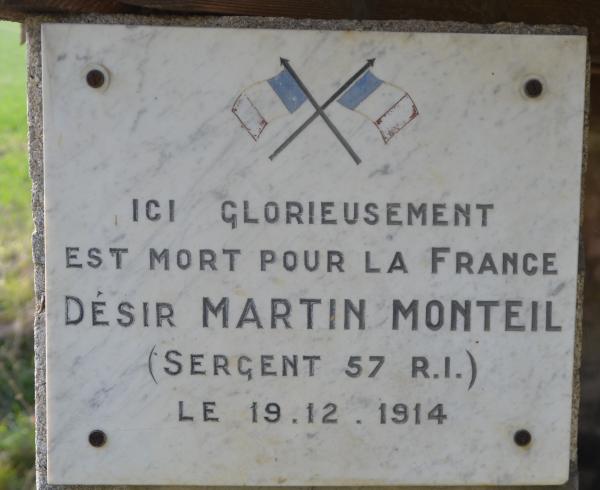 ICI GLORIEUSEMENT
EST MORT POUR LA FRANCE
DÉSIR MARTIN MONTEIL
(SERGENT 57 R.I.)
LE 19.12.1914